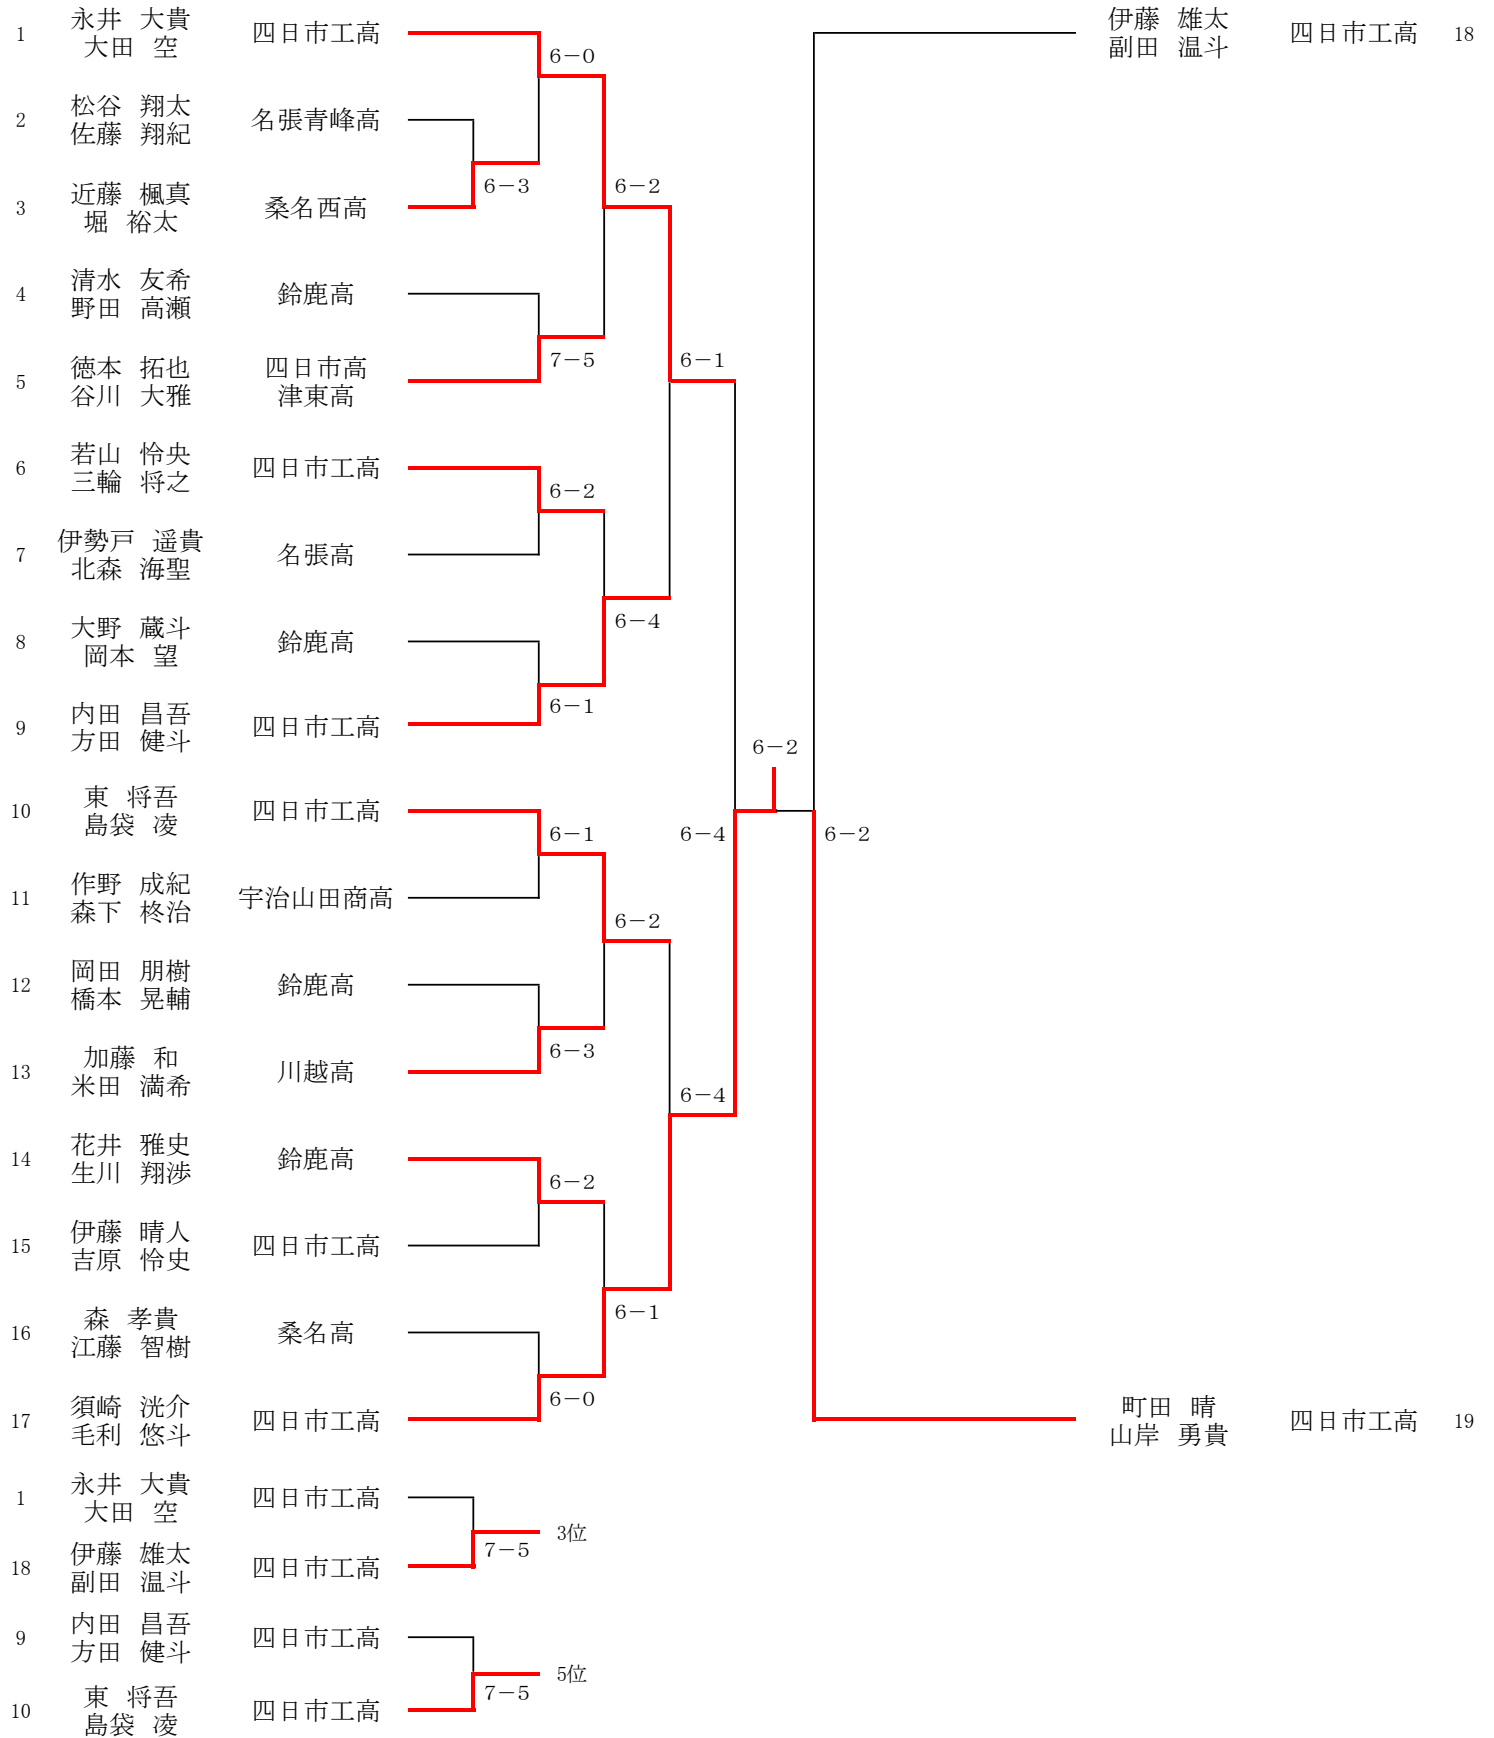 1 永井 大貴 四日市工高
大田 空
6－0
2 松谷 翔太 名張青峰高
佐藤 翔紀
6－3 6－2
3 近藤 楓真 桑名西高
堀 裕太
4 清水 友希 鈴鹿高
野田 高瀬
7－5 6－1
5 徳本 拓也 四日市高
谷川 大雅 津東高
6 若山 怜央 四日市工高
三輪 将之
6－2
7 伊勢戸 遥貴 名張高
北森 海聖
6－4
8 大野 蔵斗 鈴鹿高
岡本 望
6－1
9 内田 昌吾 四日市工高
方田 健斗
6－2
10 東 将吾 四日市工高
島袋 凌
6－1 6－4 6－2
11 作野 成紀 宇治山田商高
森下 柊治
6－2
12 岡田 朋樹 鈴鹿高
橋本 晃輔
6－3
13 加藤 和 川越高
米田 満希
6－4
14 花井 雅史 鈴鹿高
生川 翔渉
6－2
15 伊藤 晴人 四日市工高
吉原 怜史
6－1
16 森 孝貴 桑名高
江藤 智樹
6－0
17 須崎 洸介 四日市工高
毛利 悠斗
伊藤 雄太 四日市工高 18
副田 温斗
町田 晴 四日市工高 19
山岸 勇貴
1 永井 大貴 四日市工高
大田 空
7－5 3位
18 伊藤 雄太 四日市工高
副田 温斗
9 内田 昌吾 四日市工高
方田 健斗
7－5 5位
10 東 将吾 四日市工高
島袋 凌